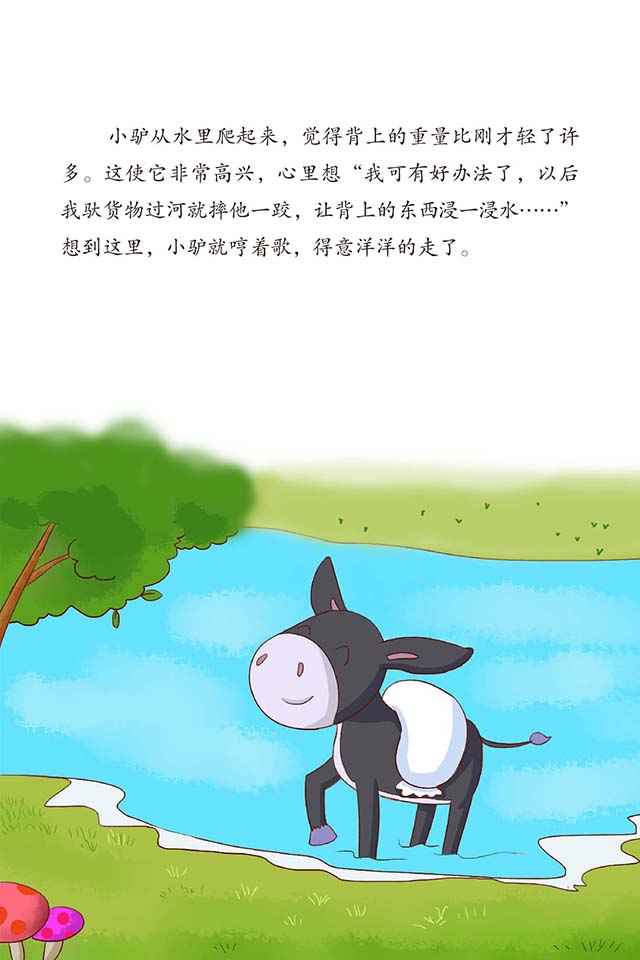 小驴从水里爬起来，觉得背上的重量比刚才轻了许
多。这使它非常高兴，心里想“我可有好办法了，以后
我驮货物过河就摔他一跤，让背上的东西浸一浸水……”
想到这里，小驴就哼着歌，得意洋洋的走了。